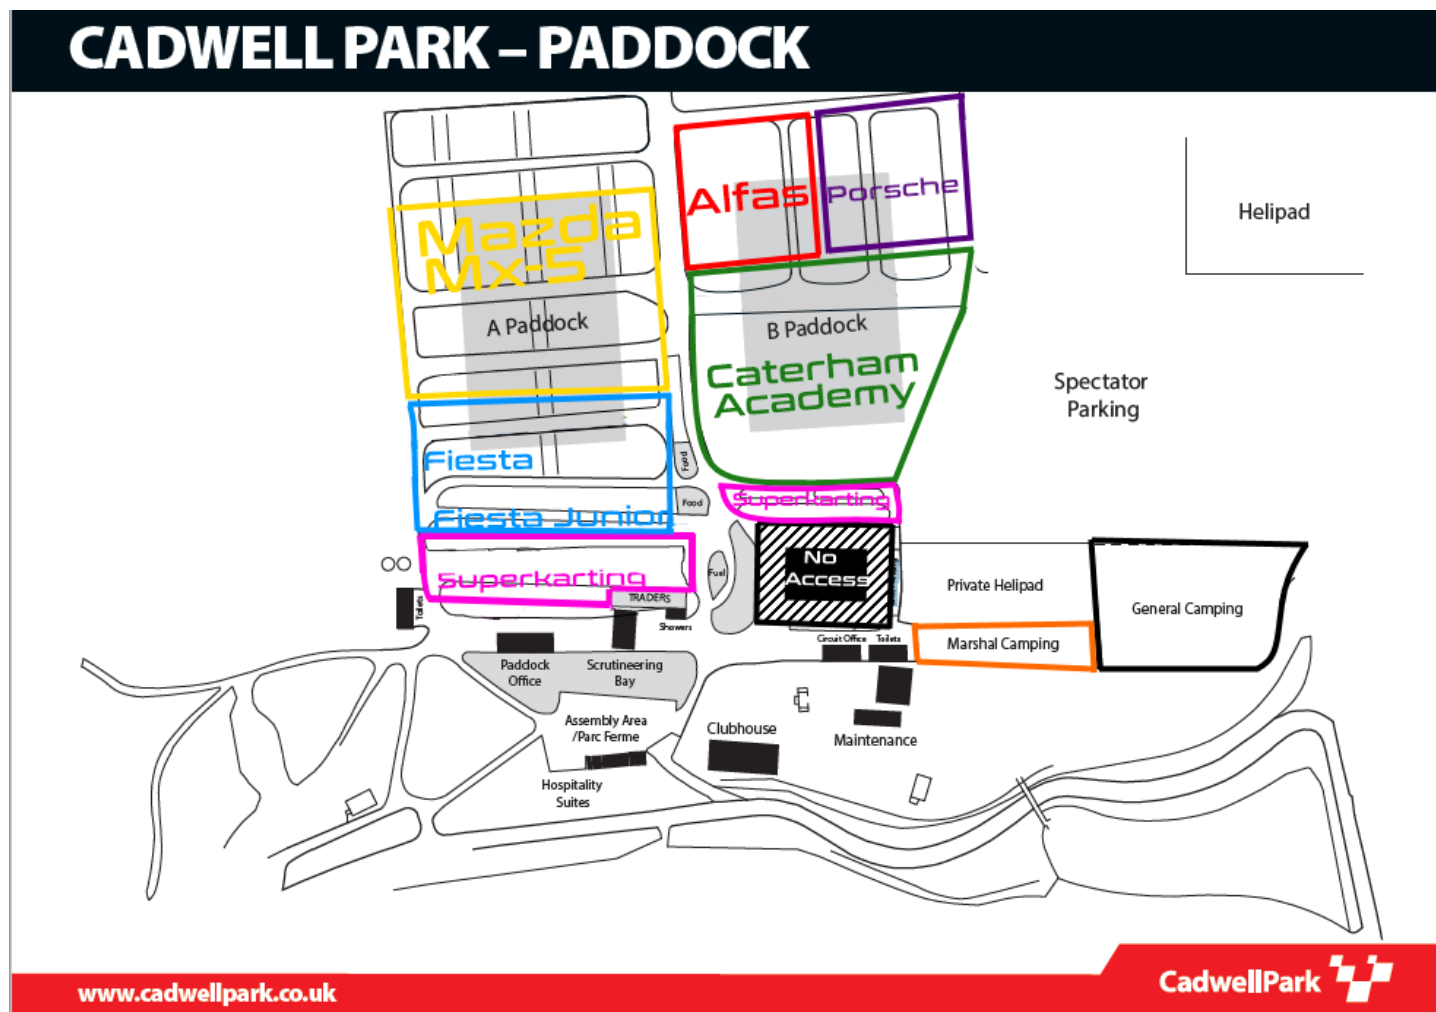 CADWELL PARK – PADDOCK
Alfas
Porsche
Mazda
Mx-5
Helipad
A Paddock
B Paddock
Caterham
Academy
Spectator
Parking
Fiesta
Food
Food
Superkarting
Fiesta Junior
No
Access
Superkarting
Fuel
TRADERS
Toilets
Showers
Private Helipad
General Camping
Circuit Office
Toilets
Marshal Camping
Paddock
Office
Scrutineering
Bay
Assembly Area
/Parc Ferme
Clubhouse
Maintenance
Hospitality
Suites
www.cadwellpark.co.uk
CadwellPark